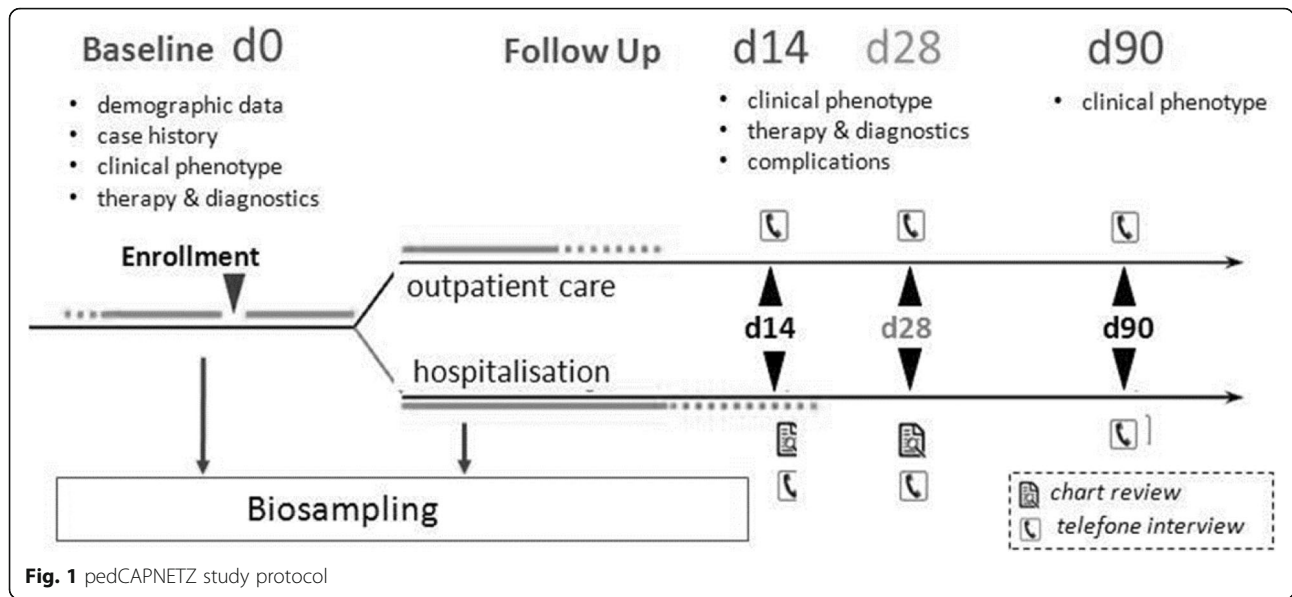 Baseline d0 Follow Up d14 d28 d90
• demographic data
• case history
• clinical phenotype
• therapy & diagnostics
• clinical phenotype
• therapy & diagnostics
• complications
• clinical phenotype
Enrollment
outpatient care
d14 d28 d90
hospitalisation
Biosampling
chart review
telefone interview
Fig. 1 pedCAPNETZ study protocol